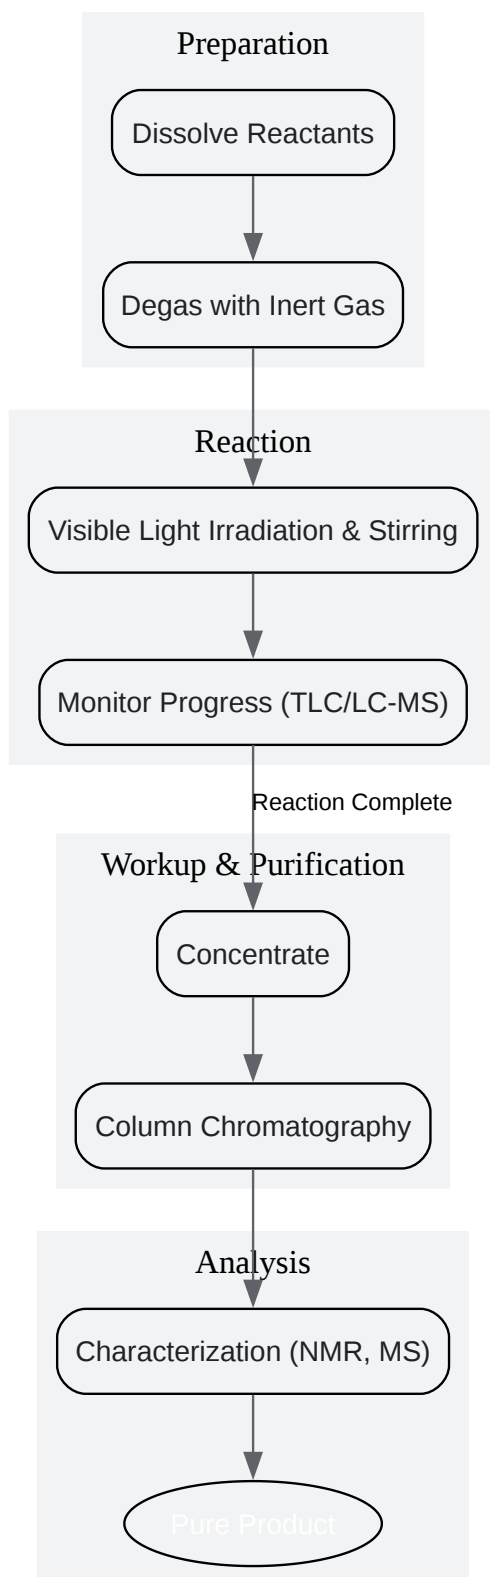 Preparation
Dissolve Reactants
Degas with Inert Gas
Reaction
Visible Light Irradiation & Stirring
Monitor Progress (TLC/LC-MS)
Reaction Complete
Workup & Purification
Concentrate
Column Chromatography
Analysis
Characterization (NMR, MS)
Pure Product